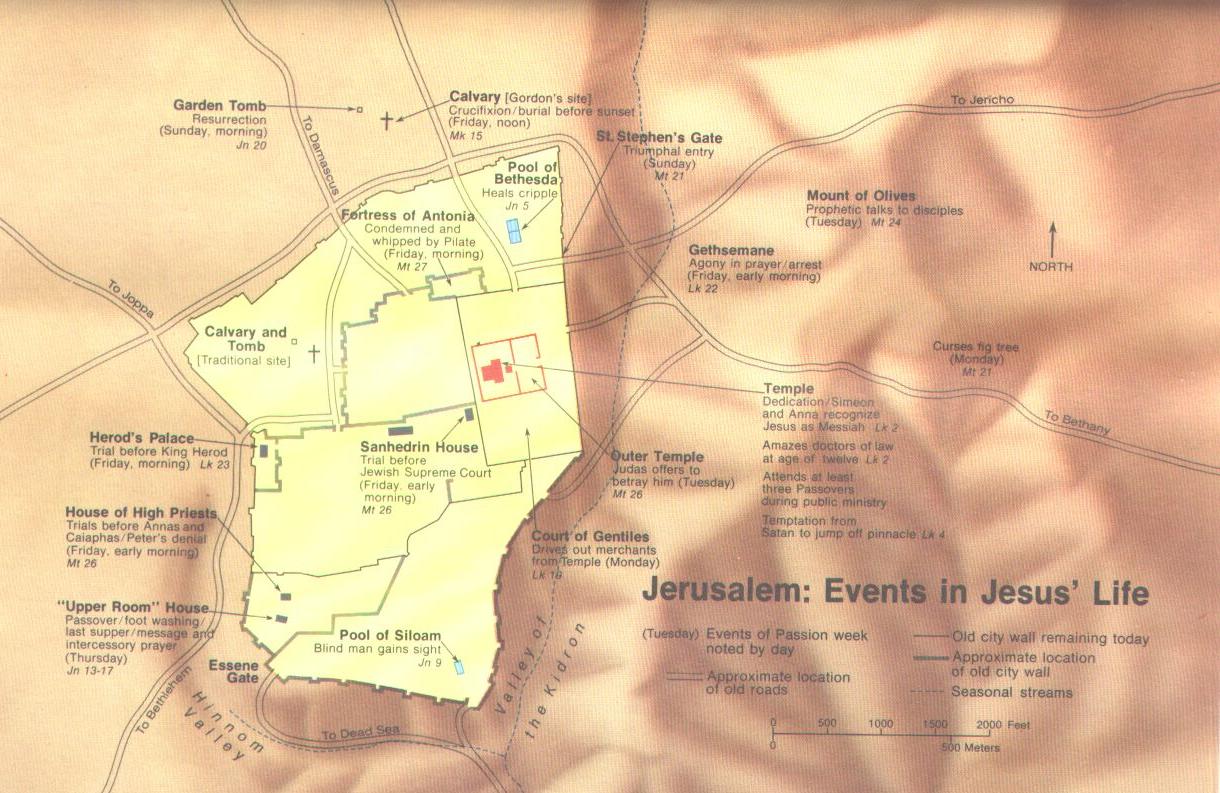 Garden Tomb
Resurrection
(Sunday, morning)
Jn 20
To Damascus
Calvary [Gordon's site]
Crucifixion/burial before sunset
(Friday, noon)
Mk 15
To Jericho
St. Stephen's Gate
Triumphal entry
(Sunday)
Mt 21
Pool of
Bethesda
Heals cripple
Jn 5
Mount of Olives
Prophetic talks to disciples
(Tuesday) Mt 24
Fortress of Antonia
Condemned and
whipped by Pilate
(Friday, morning)
Mt 27
Gethsemane
Agony in prayer/arrest
(Friday, early morning)
Lk 22
NORTH
To Joppa
Calvary and
Tomb
[Traditional site]
Curses fig tree
(Monday)
Mt 21
Temple
Dedication/Simeon
and Anna recognize
Jesus as Messiah Lk 2
Amazes doctors of law
at age of twelve Lk 2
Attends at least
three Passovers
during public ministry
Temptation from
Satan to jump off pinnacle Lk 4
To Bethany
Herod's Palace
Trial before King Herod
(Friday, morning) Lk 23
Sanhedrin House
Trial before
Jewish Supreme Court
(Friday, early
morning)
Mt 26
Outer Temple
Judas offers to
betray him (Tuesday)
Mt 26
House of High Priests
Trials before Annas and
Caiaphas/Peter's denial
(Friday, early morning)
Mt 26
Court of Gentiles
Drives out merchants
from Temple (Monday)
Lk 19
"Upper Room" House
Passover/foot washing/
last supper/message and
intercessory prayer
(Thursday)
Jn 13-17
Pool of Siloam
Blind man gains sight
Jn 9
Essene
Gate
To Bethlehem
Hinnom
Valley
To Dead Sea
Valley of
the Kidron
Jerusalem: Events in Jesus' Life
(Tuesday) Events of Passion week
noted by day
Approximate location
of old roads
Old city wall remaining today
Approximate location
of old city wall
Seasonal streams
0 500 1000 1500 2000 Feet
0 500 Meters